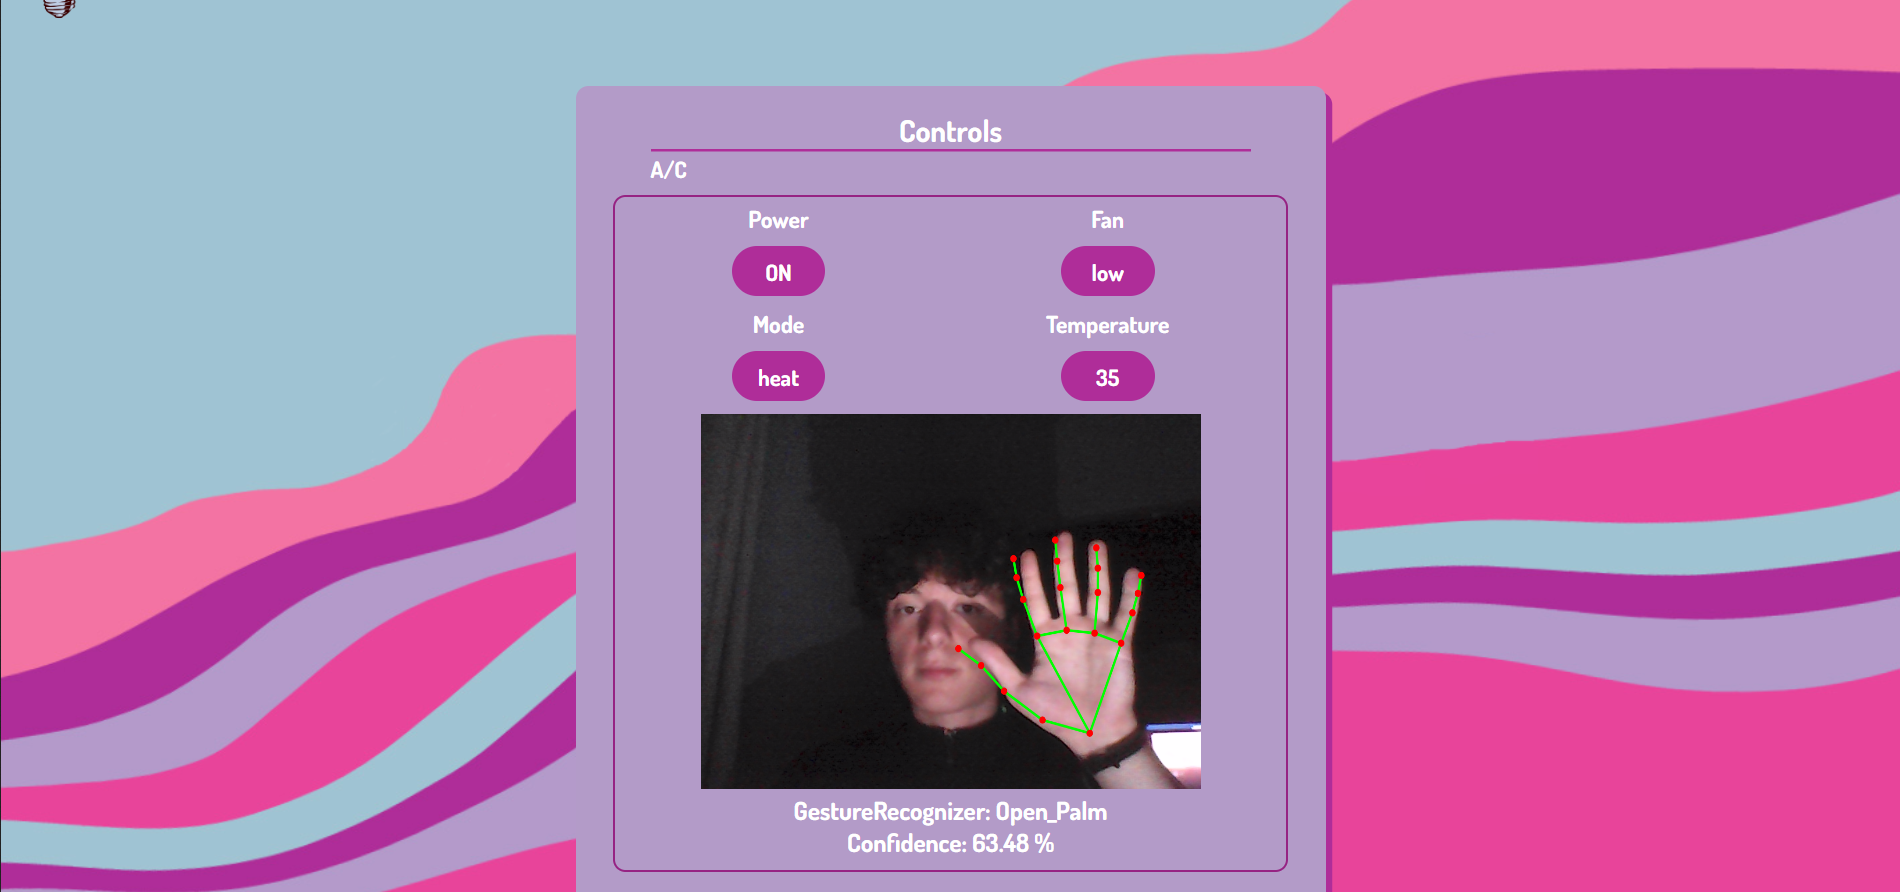 Controls
A/C
Power
Fan
ON
low
Mode
Temperature
heat
35
GestureRecognizer: Open_Palm
Confidence: 63.48 %